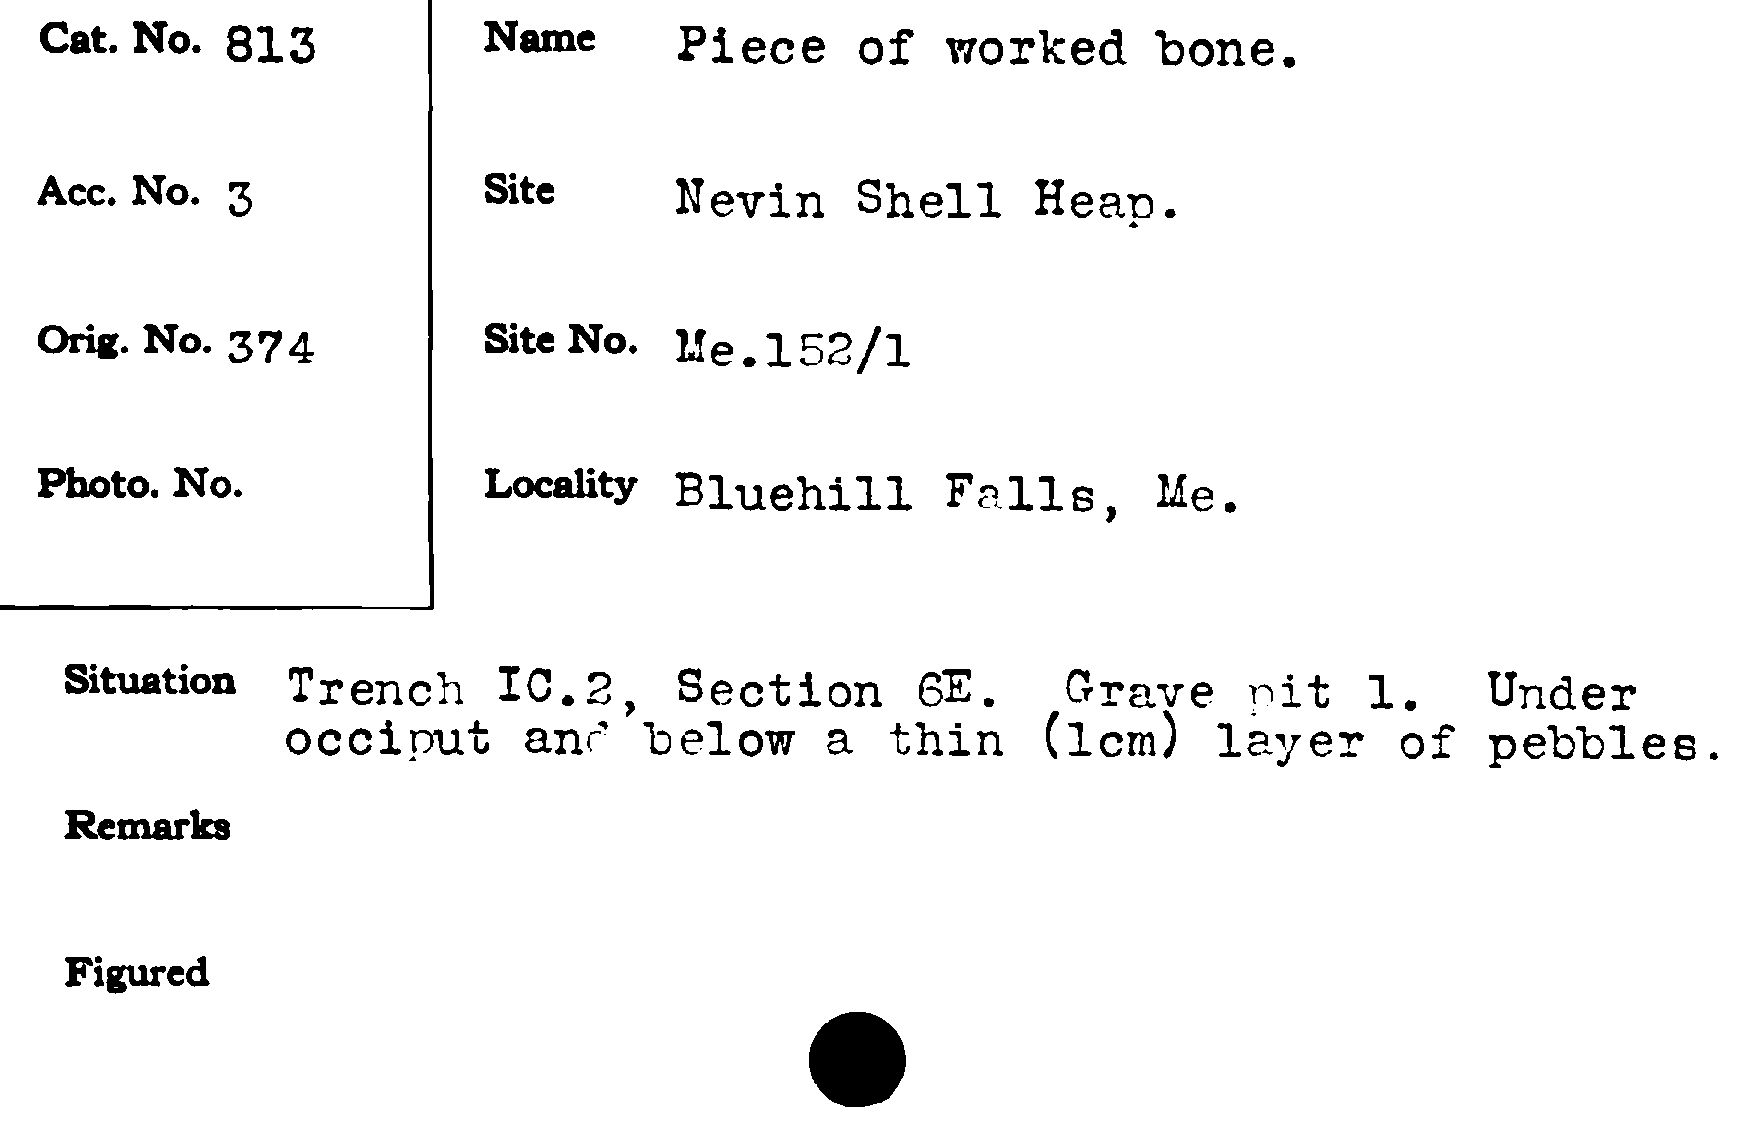 Cat. No. 813
Name Piece of worked bone.
Acc. No. 3
Site Nevin Shell Heap.
Orig. No. 374
Site No. Me.152/1
Photo. No.
Locality Bluehill Falls, Me.
Situation Trench IC.2, Section 6E. Grave pit 1. Under
occiput and below a thin (1cm) layer of pebbles.
Remarks
Figured